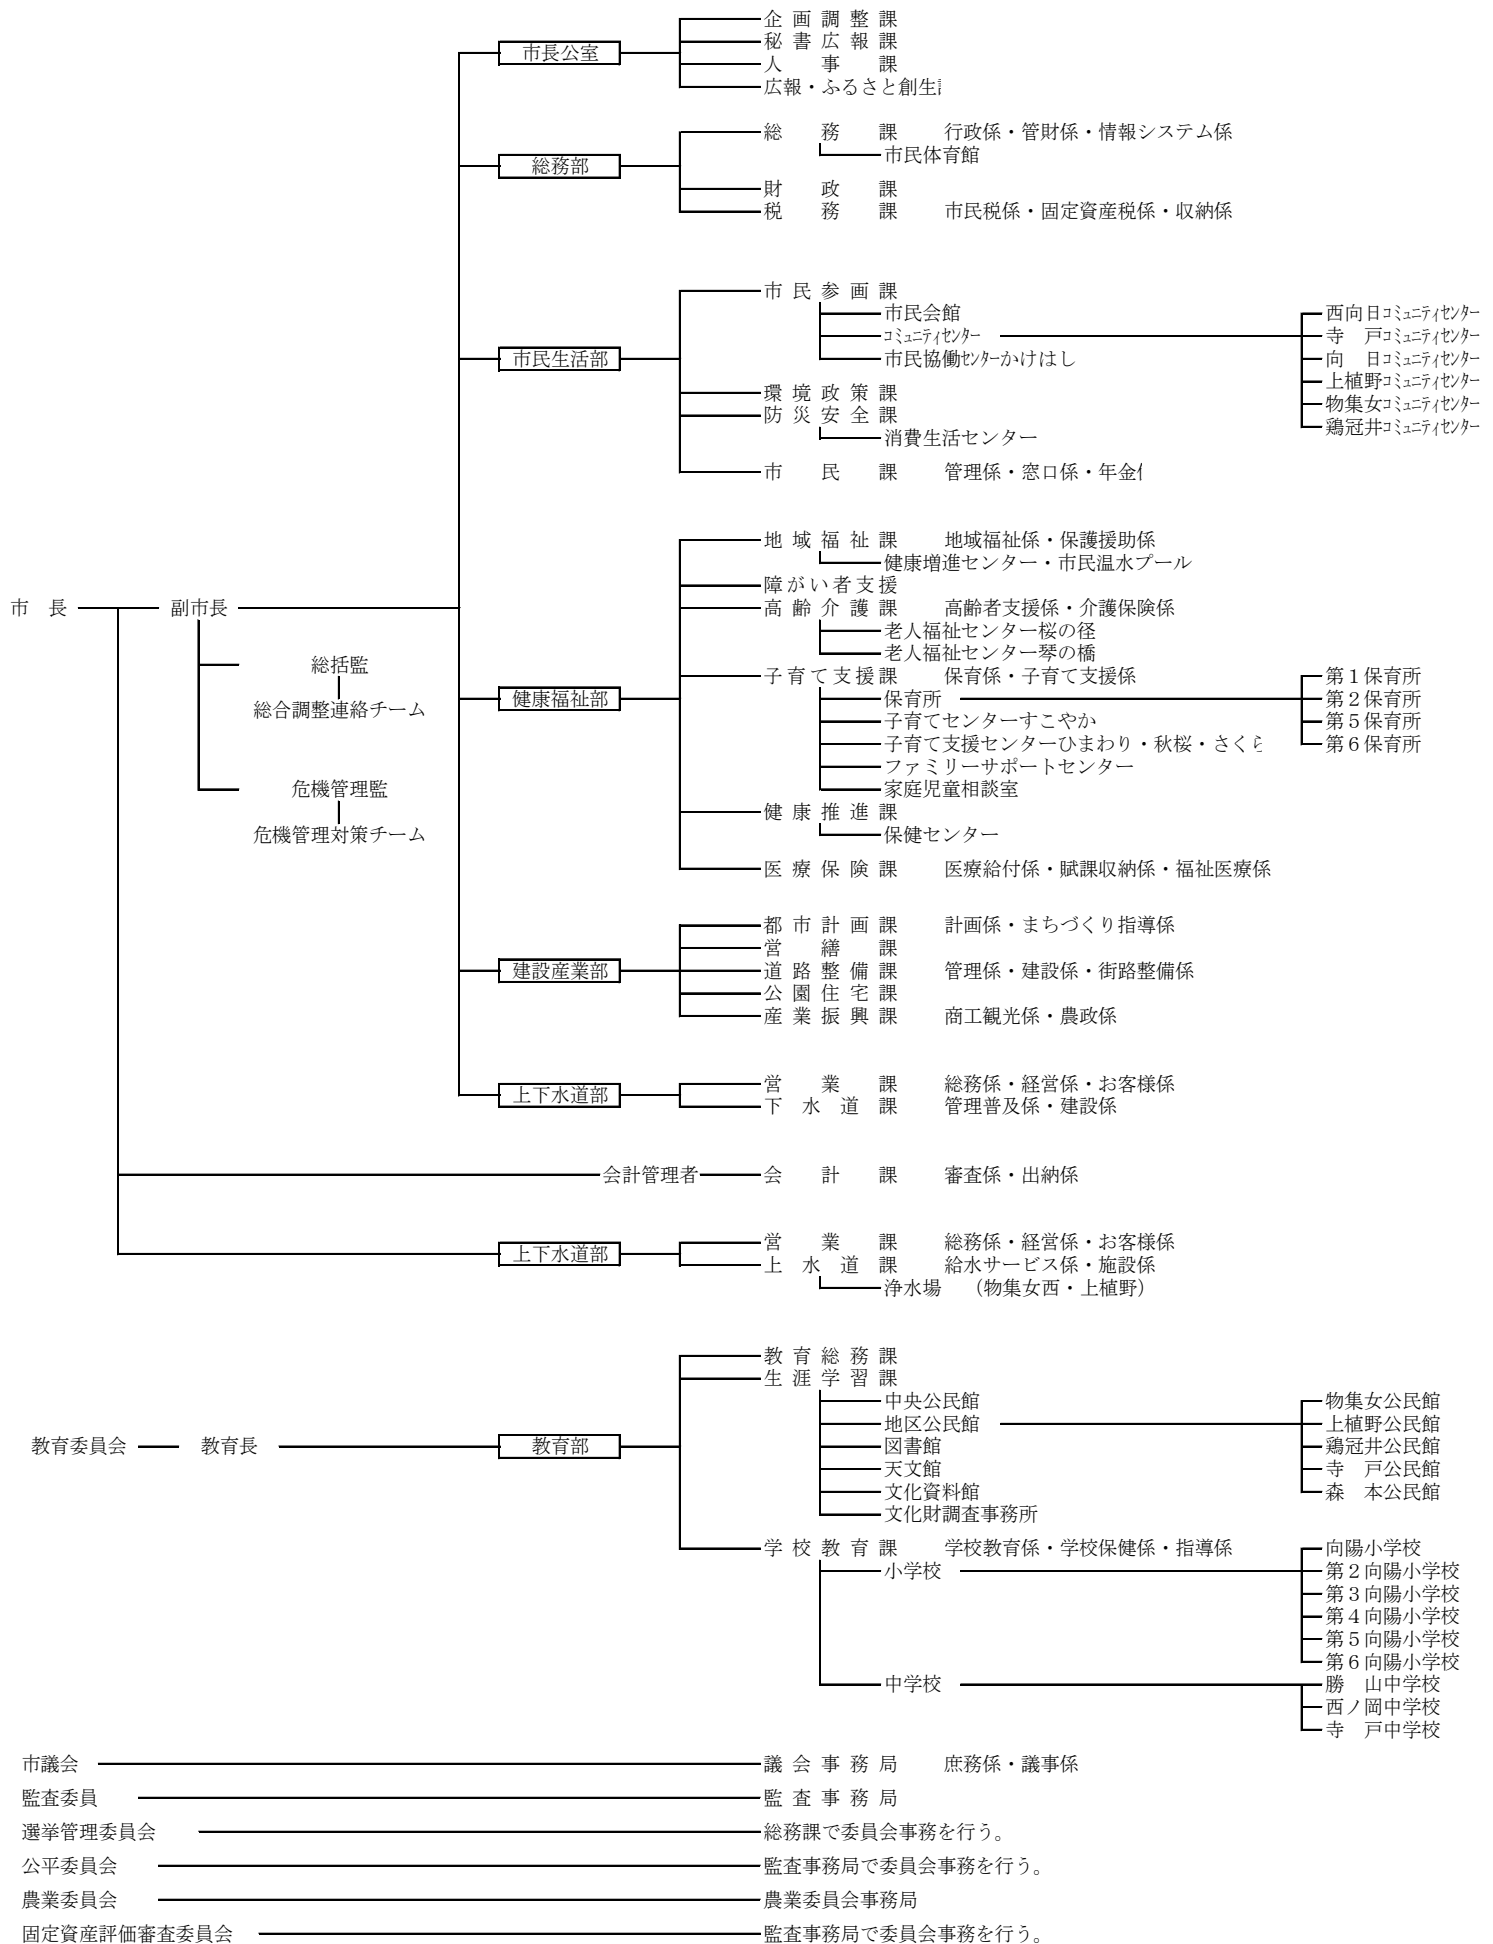 企画調整課
市長公室
秘書広報課
人事課
広報・ふるさと創生
総務課 行政係・管財係・情報システム係
市民体育館
総務部
財政課
税務課 市民税係・固定資産税係・収納係
市民参画課
市民会館 西向日コミュニティセンター
コミュニティセンター 寺戸コミュニティセンター
市民生活部
市民協働センターかけはし 向日コミュニティセンター
上植野コミュニティセンター
環境政策課
物集女コミュニティセンター
防災安全課
鶏冠井コミュニティセンター
消費生活センター
市民課 管理係・窓口係・年金
地域福祉課 地域福祉係・保護援助係
健康増進センター・市民温水プール
障がい者支援
市長 副市長
高齢介護課 高齢者支援係・介護保険係
老人福祉センター桜の径
老人福祉センター琴の橋
総括監
子育て支援課 保育係・子育て支援係 第1保育所
健康福祉部
保育所 第2保育所
総合調整連絡チーム
子育てセンターすこやか 第5保育所
子育て支援センターひまわり・秋桜・さくら 第6保育所
ファミリーサポートセンター
危機管理監
家庭児童相談室
健康推進課
危機管理対策チーム
保健センター
医療保険課 医療給付係・賦課収納係・福祉医療係
都市計画課 計画係・まちづくり指導係
営繕課
建設産業部
道路整備課 管理係・建設係・街路整備係
公園住宅課
産業振興課 商工観光係・農政係
営業課 総務係・経営係・お客様係
上下水道部
下水道課 管理普及係・建設係
会計管理者 会計課 審査係・出納係
営業課 総務係・経営係・お客様係
上下水道部
上水道課 給水サービス係・施設係
浄水場 (物集女西・上植野)
教育総務課
生涯学習課
中央公民館 物集女公民館
地区公民館 上植野公民館
教育委員会 教育長 教育部
図書館 鶏冠井公民館
天文館 寺戸公民館
文化資料館 森本公民館
文化財調査事務所
学校教育課 学校教育係・学校保健係・指導係 向陽小学校
小学校 第2向陽小学校
第3向陽小学校
第4向陽小学校
第5向陽小学校
第6向陽小学校
中学校 勝山中学校
西ノ岡中学校
寺戸中学校
市議会 議会事務局 庶務係・議事係
監査委員 監査事務局
選挙管理委員会 総務課で委員会事務を行う。
公平委員会 監査事務局で委員会事務を行う。
農業委員会 農業委員会事務局
固定資産評価審査委員会 監査事務局で委員会事務を行う。